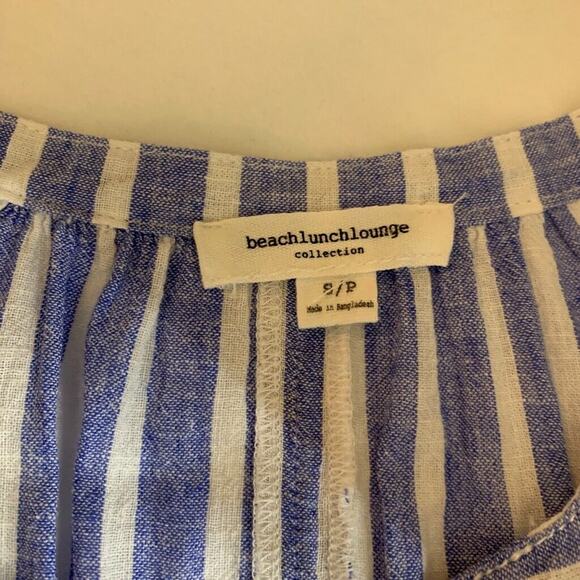 beachlunchlounge
collection
S/P
Made in Bangladesh